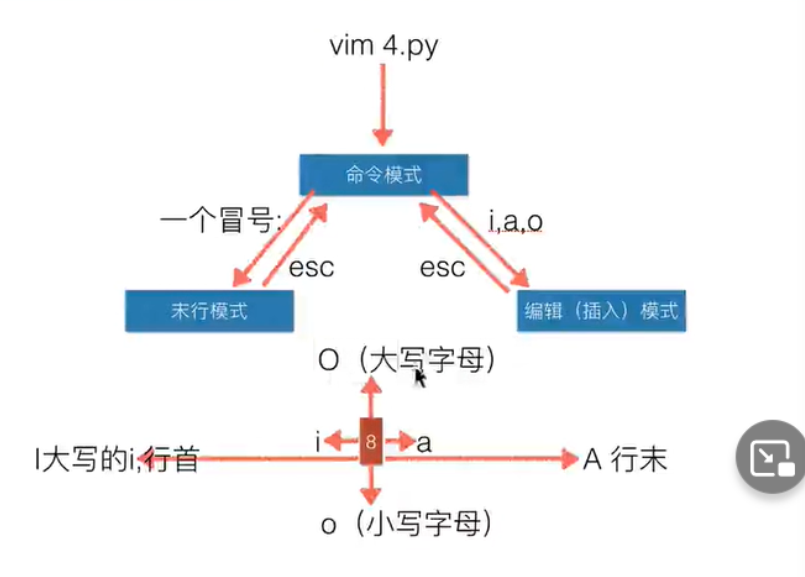 vim 4.py
命令模式
一个冒号:
i,a,o
esc
esc
末行模式
编辑（插入）模式
O（大写字母）
i
8
a
I大写的i,行首
A 行末
o（小写字母）